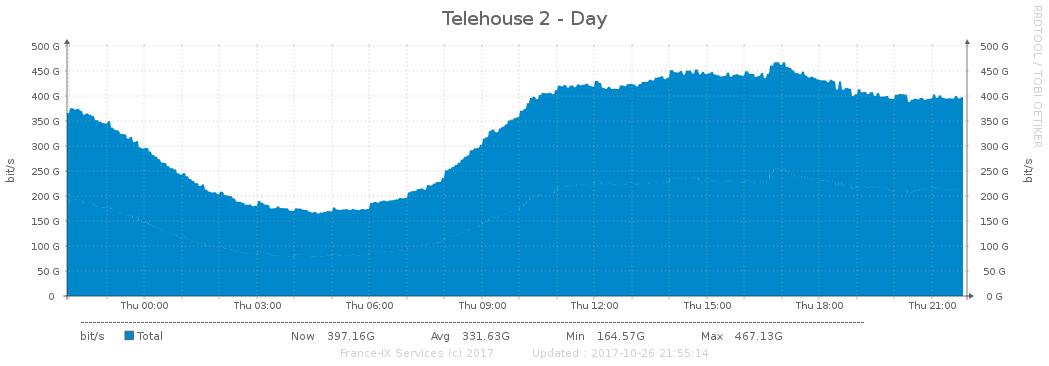 Telehouse 2 - Day
RRDTOOL / TOBI OETIKER
bit/s
500 G 500 G
450 G 450 G
400 G 400 G
350 G 350 G
300 G 300 G
250 G 250 G
200 G 200 G
150 G 150 G
100 G 100 G
50 G 50 G
0 0 G
bit/s
Thu 00:00 Thu 03:00 Thu 06:00 Thu 09:00 Thu 12:00 Thu 15:00 Thu 18:00 Thu 21:00
bit/s Total Now 397.16G Avg 331.63G Min 164.57G Max 467.13G
France-IX Services (c) 2017 Updated : 2017-10-26 21:55:14